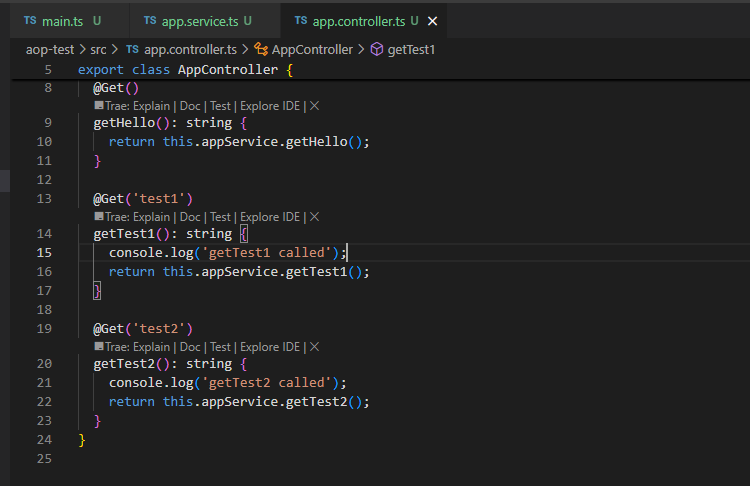 TS main.ts U TS app.service.ts U TS app.controller.ts U ✕
aop-test > src > TS app.controller.ts > AppController > getTest1
5 export class AppController {
8 @Get()
Trae: Explain | Doc | Test | Explore IDE | ✕
9 getHello(): string {
10 return this.appService.getHello();
11 }
12
13 @Get('test1')
Trae: Explain | Doc | Test | Explore IDE | ✕
14 getTest1(): string {
15 console.log('getTest1 called');
16 return this.appService.getTest1();
17 }
18
19 @Get('test2')
Trae: Explain | Doc | Test | Explore IDE | ✕
20 getTest2(): string {
21 console.log('getTest2 called');
22 return this.appService.getTest2();
23 }
24 }
25